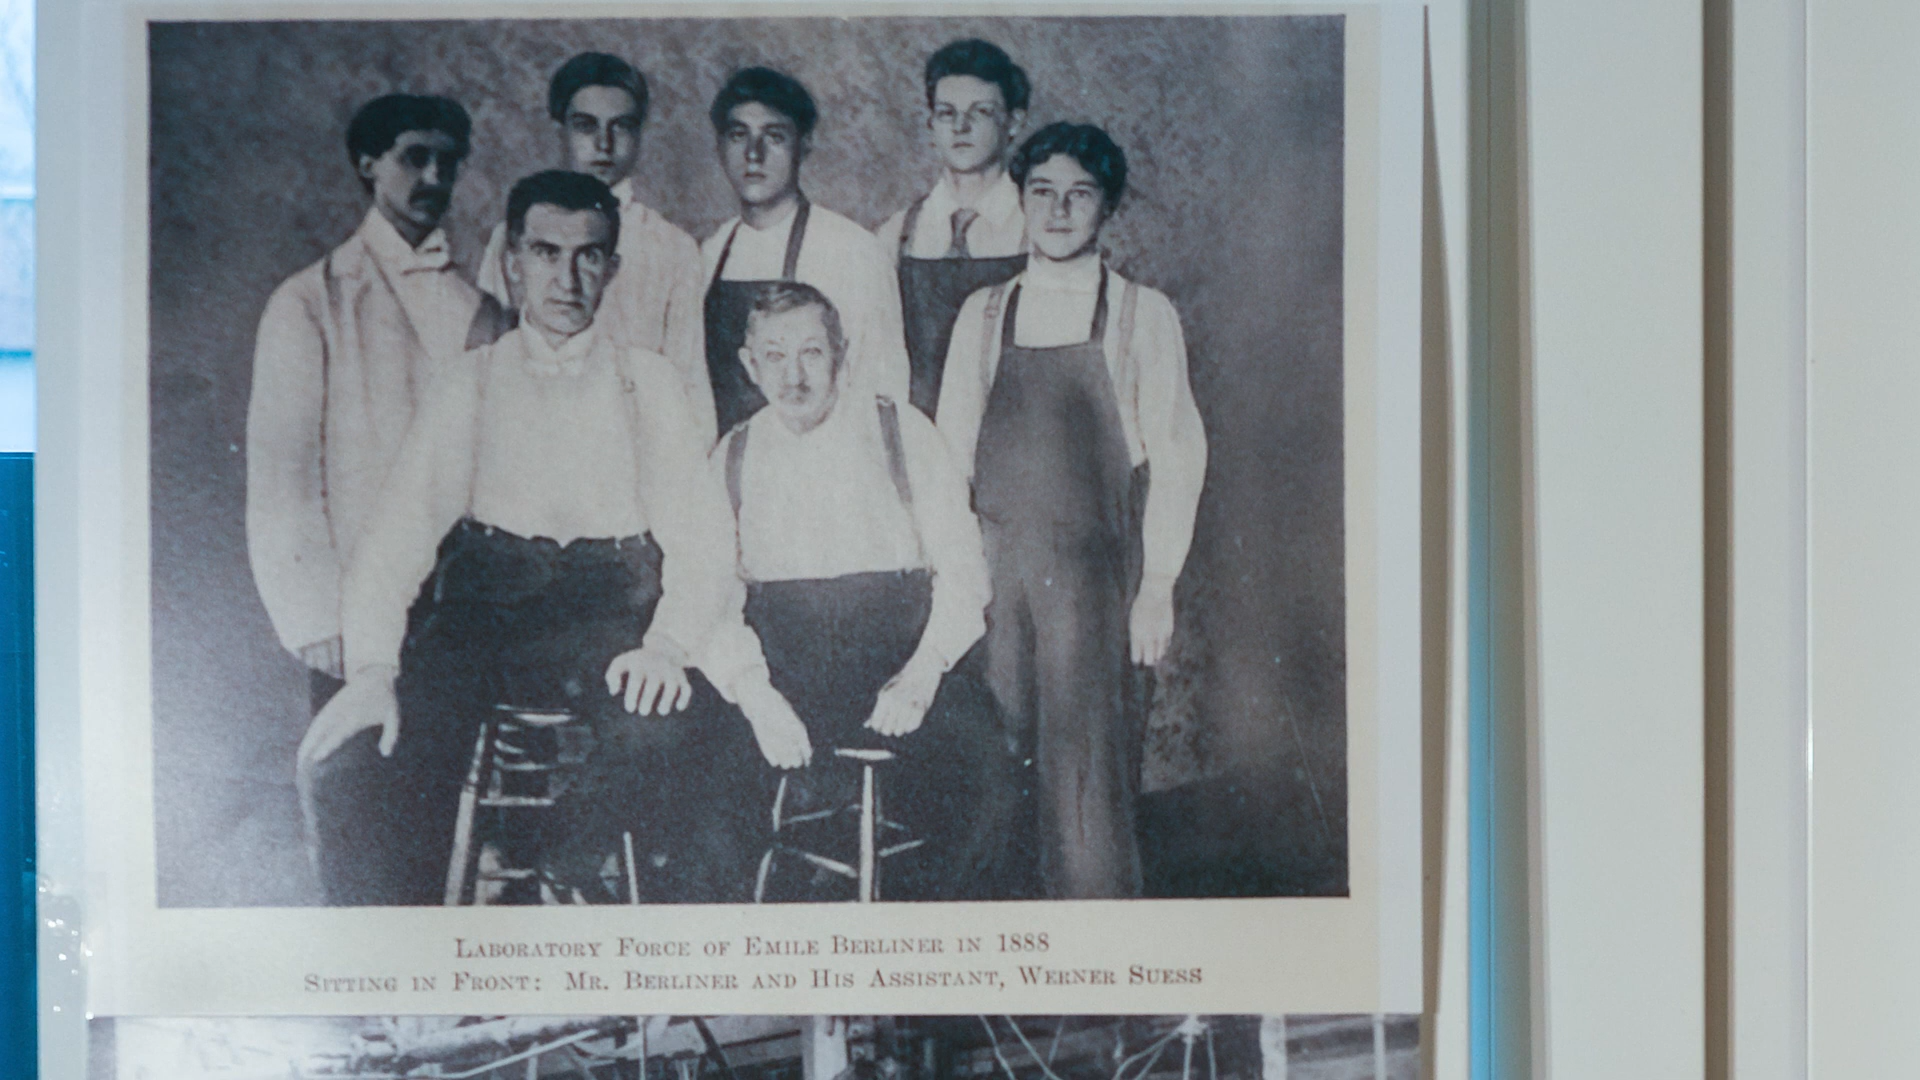 Laboratory Force of Emile Berliner in 1888
Sitting in Front: Mr. Berliner and His Assistant, Werner Suess